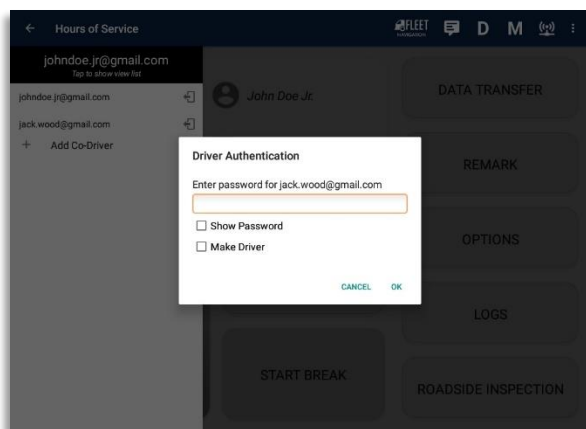 Hours of Service
FLEET
NAVIGATION
D
M
johndoe.jr@gmail.com
Tap to show view list
johndoe.jr@gmail.com
jack.wood@gmail.com
+ Add Co-Driver
John Doe Jr.
DATA TRANSFER
REMARK
OPTIONS
LOGS
START BREAK
ROADSIDE INSPECTION
Driver Authentication
Enter password for jack.wood@gmail.com
Show Password
Make Driver
CANCEL OK